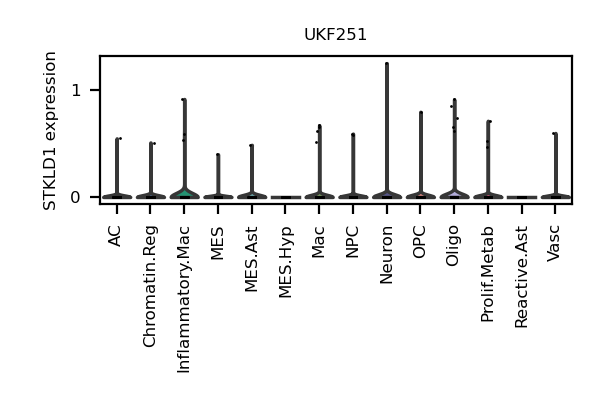 UKF251
STKLD1 expression
1
0
AC
Chromatin.Reg
Inflammatory.Mac
MES
MES.Ast
MES.Hyp
Mac
NPC
Neuron
OPC
Oligo
Prolif.Metab
Reactive.Ast
Vasc